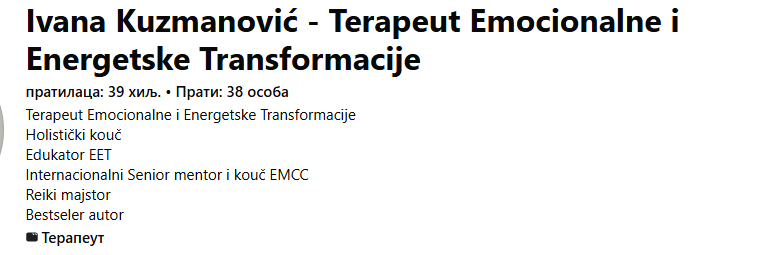 Ivana Kuzmanović - Terapeut Emocionalne i
Energetske Transformacije
пратилаца: 39 хиљ. • Прати: 38 особа
Terapeut Emocionalne i Energetske Transformacije
Holistički kouč
Edukator EET
Internacionalni Senior mentor i kouč EMCC
Reiki majstor
Bestseler autor
Терапеут